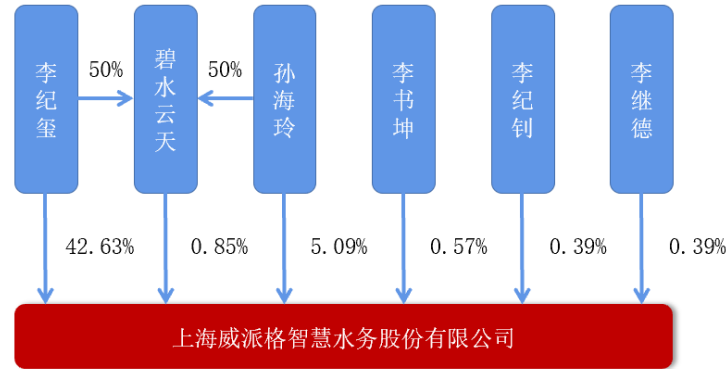 李纪玺
50%
碧水云天
50%
孙海玲
李书坤
李纪钊
李继德
42.63%
0.85%
5.09%
0.57%
0.39%
0.39%
上海威派格智慧水务股份有限公司